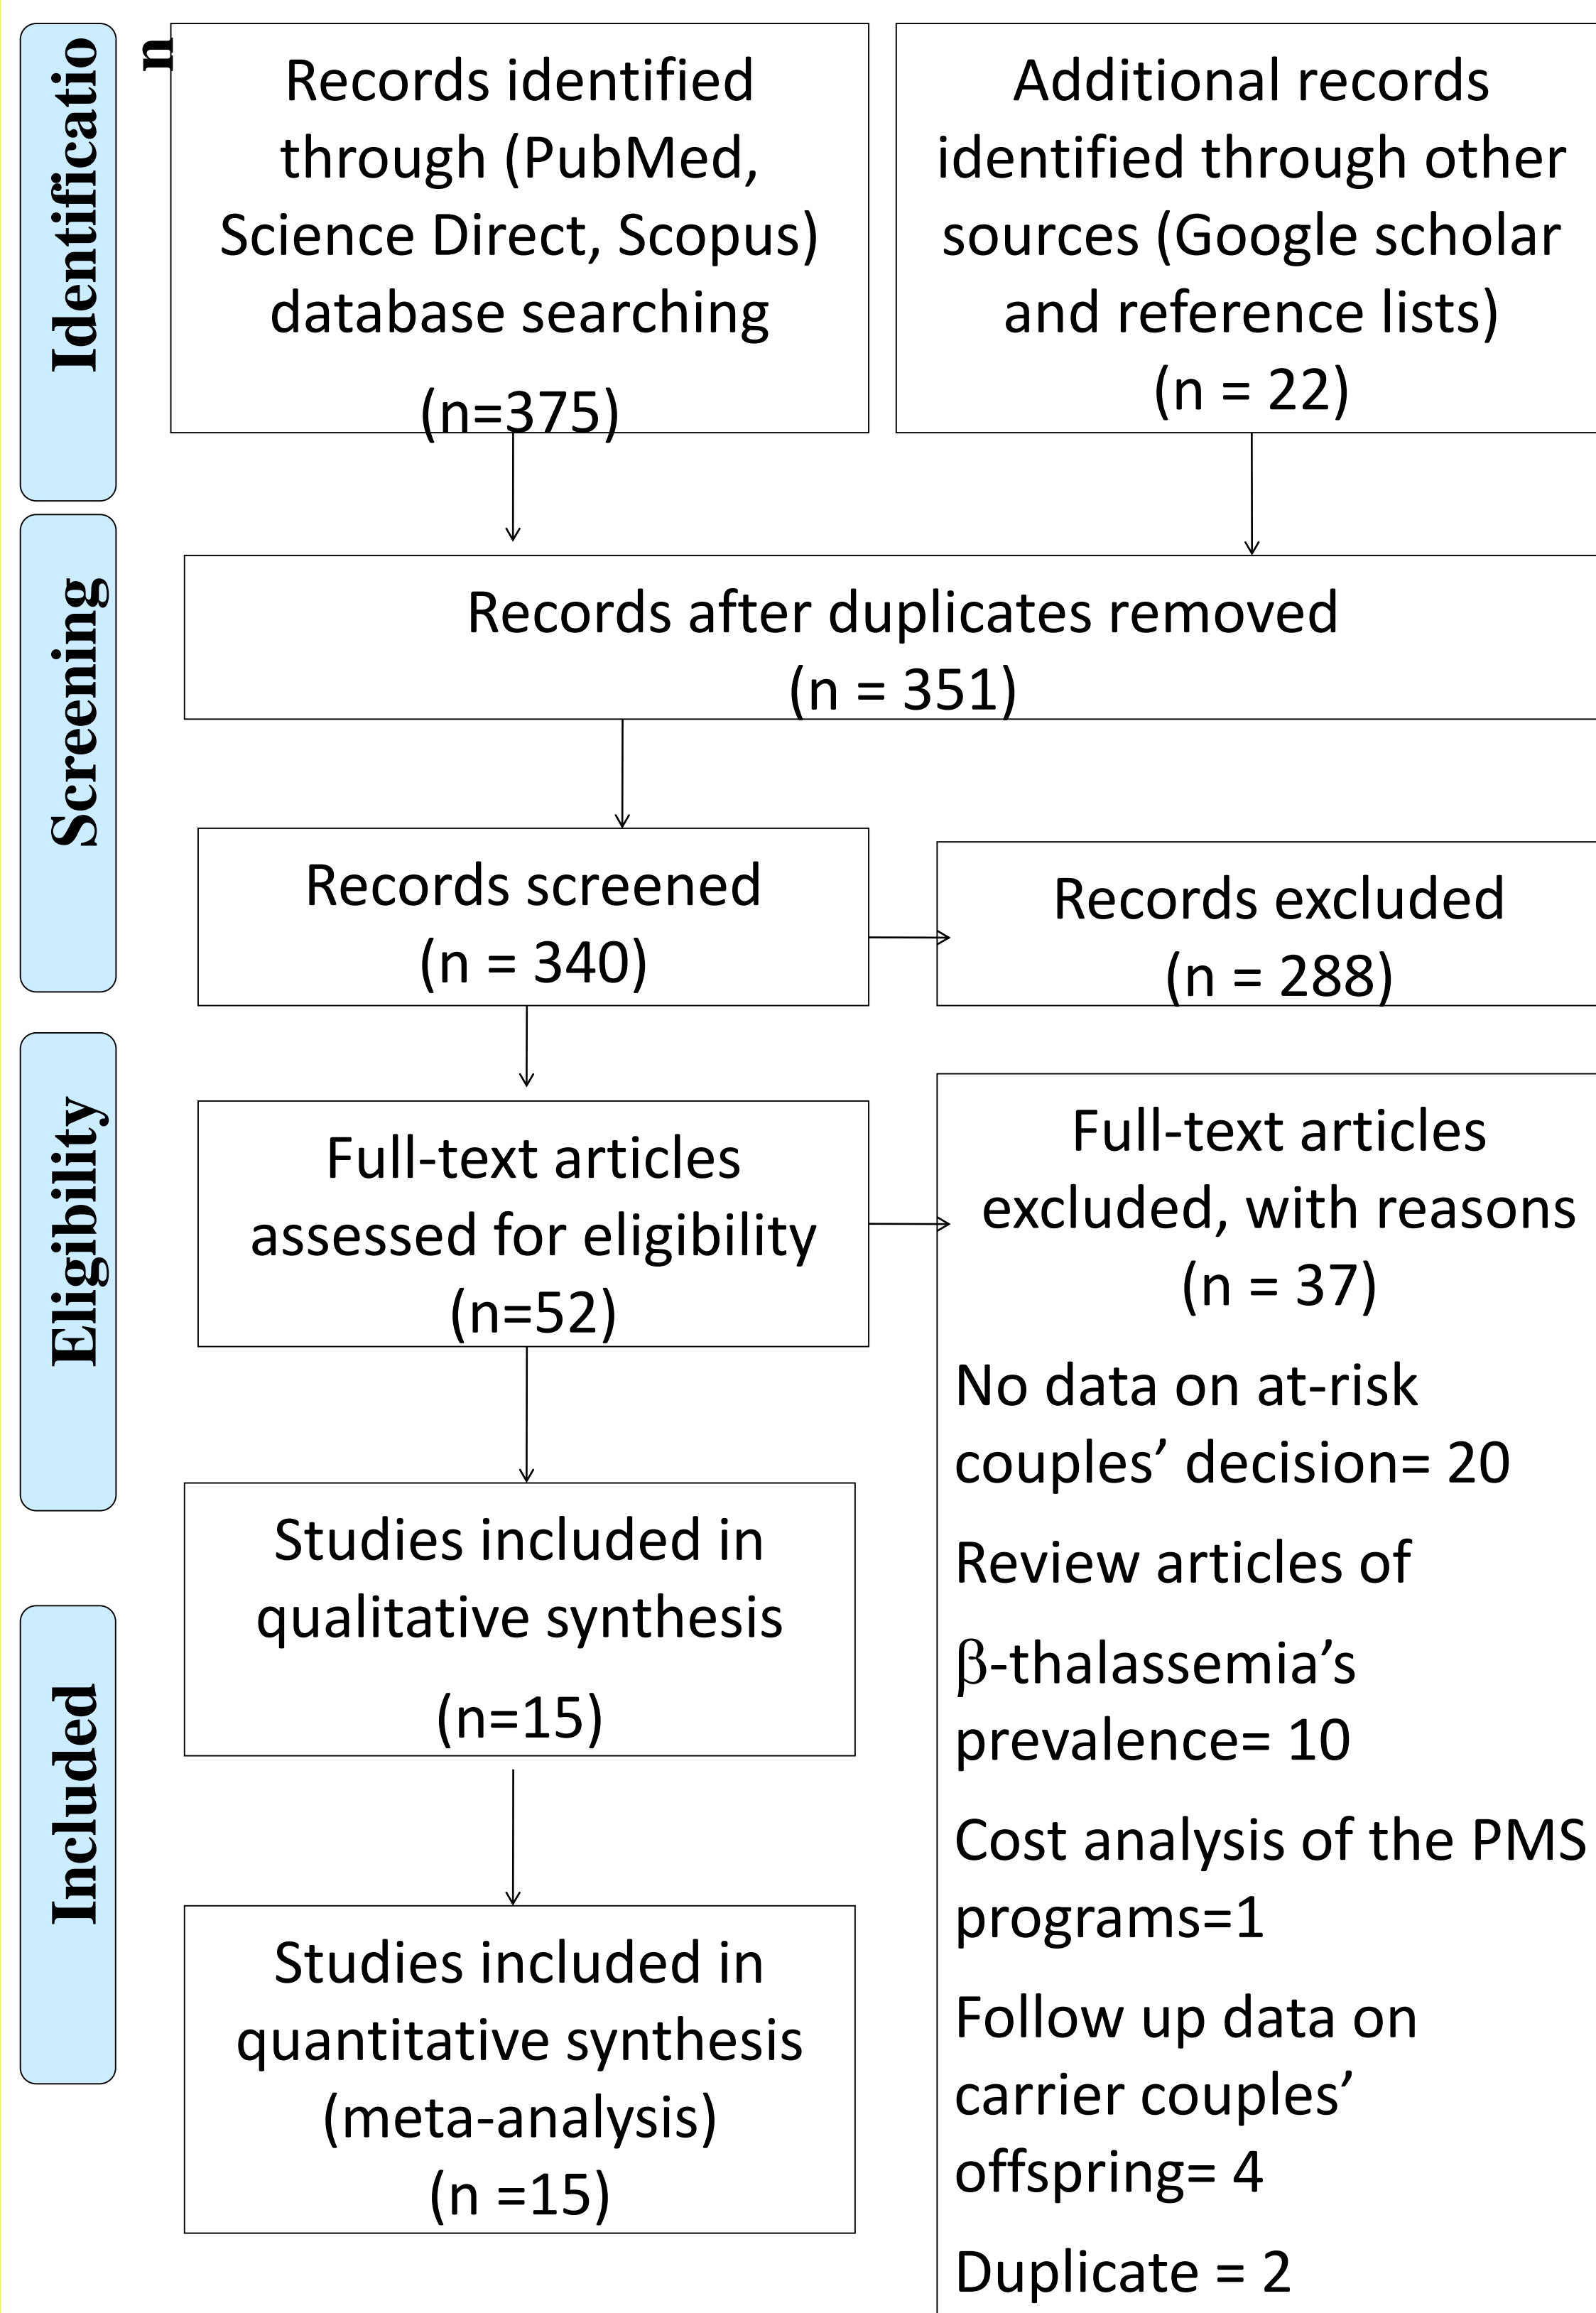 Identificatio
n
Records identified
through (PubMed,
Science Direct, Scopus)
database searching
(n=375)
Additional records
identified through other
sources (Google scholar
and reference lists)
(n = 22)
Screening
Records after duplicates removed
(n = 351)
Records screened
(n = 340)
Records excluded
(n = 288)
Eligibility
Full-text articles
assessed for eligibility
(n=52)
Full-text articles
excluded, with reasons
(n = 37)
No data on at-risk
couples’ decision= 20
Review articles of
β-thalassemia’s
prevalence= 10
Cost analysis of the PMS
programs=1
Follow up data on
carrier couples’
offspring= 4
Duplicate = 2
Included
Studies included in
qualitative synthesis
(n=15)
Studies included in
quantitative synthesis
(meta-analysis)
(n =15)